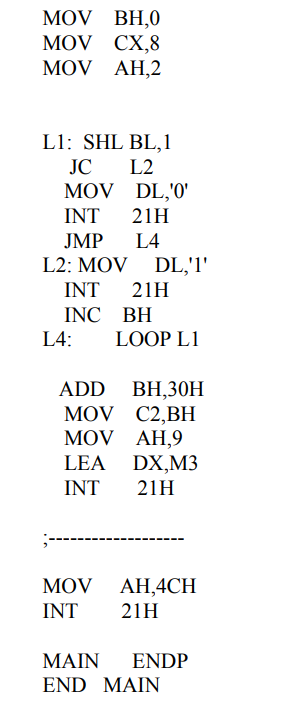 MOV BH,0
MOV CX,8
MOV AH,2
L1: SHL BL,1
JC L2
MOV DL,'0'
INT 21H
JMP L4
L2: MOV DL,'1'
INT 21H
INC BH
L4: LOOP L1
ADD BH,30H
MOV C2,BH
MOV AH,9
LEA DX,M3
INT 21H
;-------------------
MOV AH,4CH
INT 21H
MAIN ENDP
END MAIN